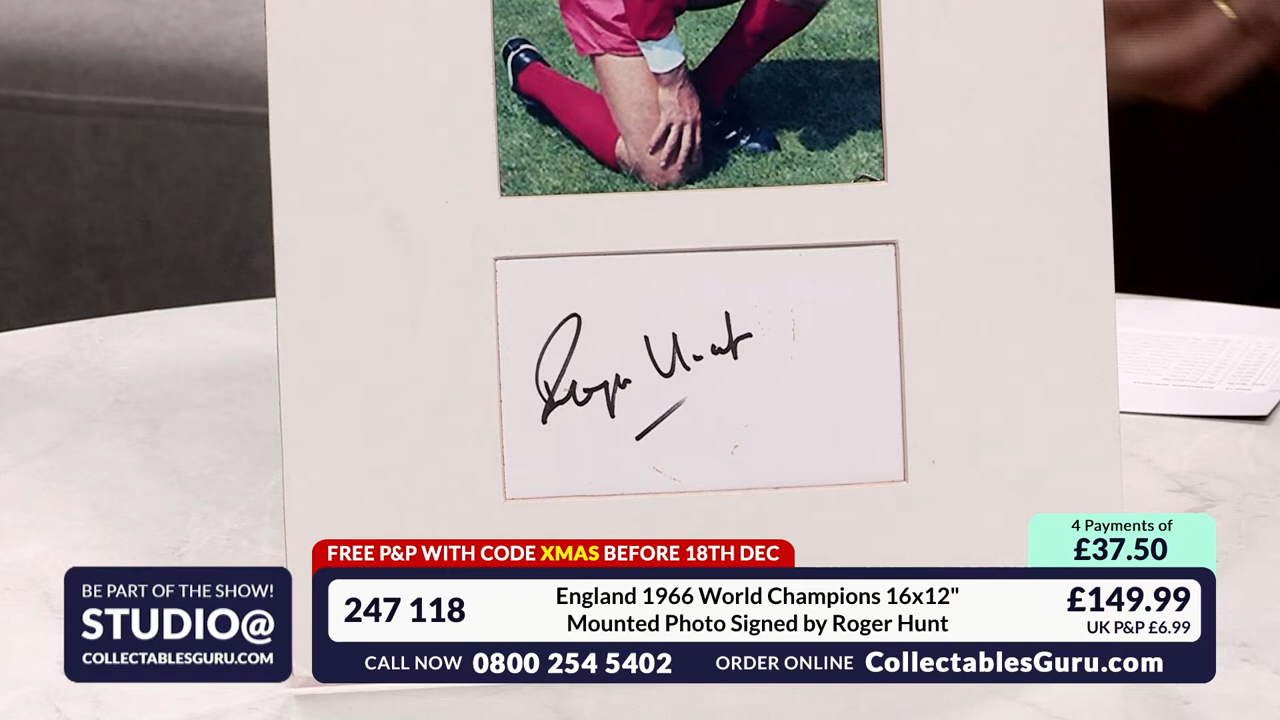 Roger Hunt
4 Payments of
£37.50
FREE P&P WITH CODE XMAS BEFORE 18TH DEC
BE PART OF THE SHOW!
STUDIO@
COLLECTABLESGURU.COM
247 118
England 1966 World Champions 16x12"
Mounted Photo Signed by Roger Hunt
£149.99
UK P&P £6.99
CALL NOW 0800 254 5402
ORDER ONLINE CollectablesGuru.com